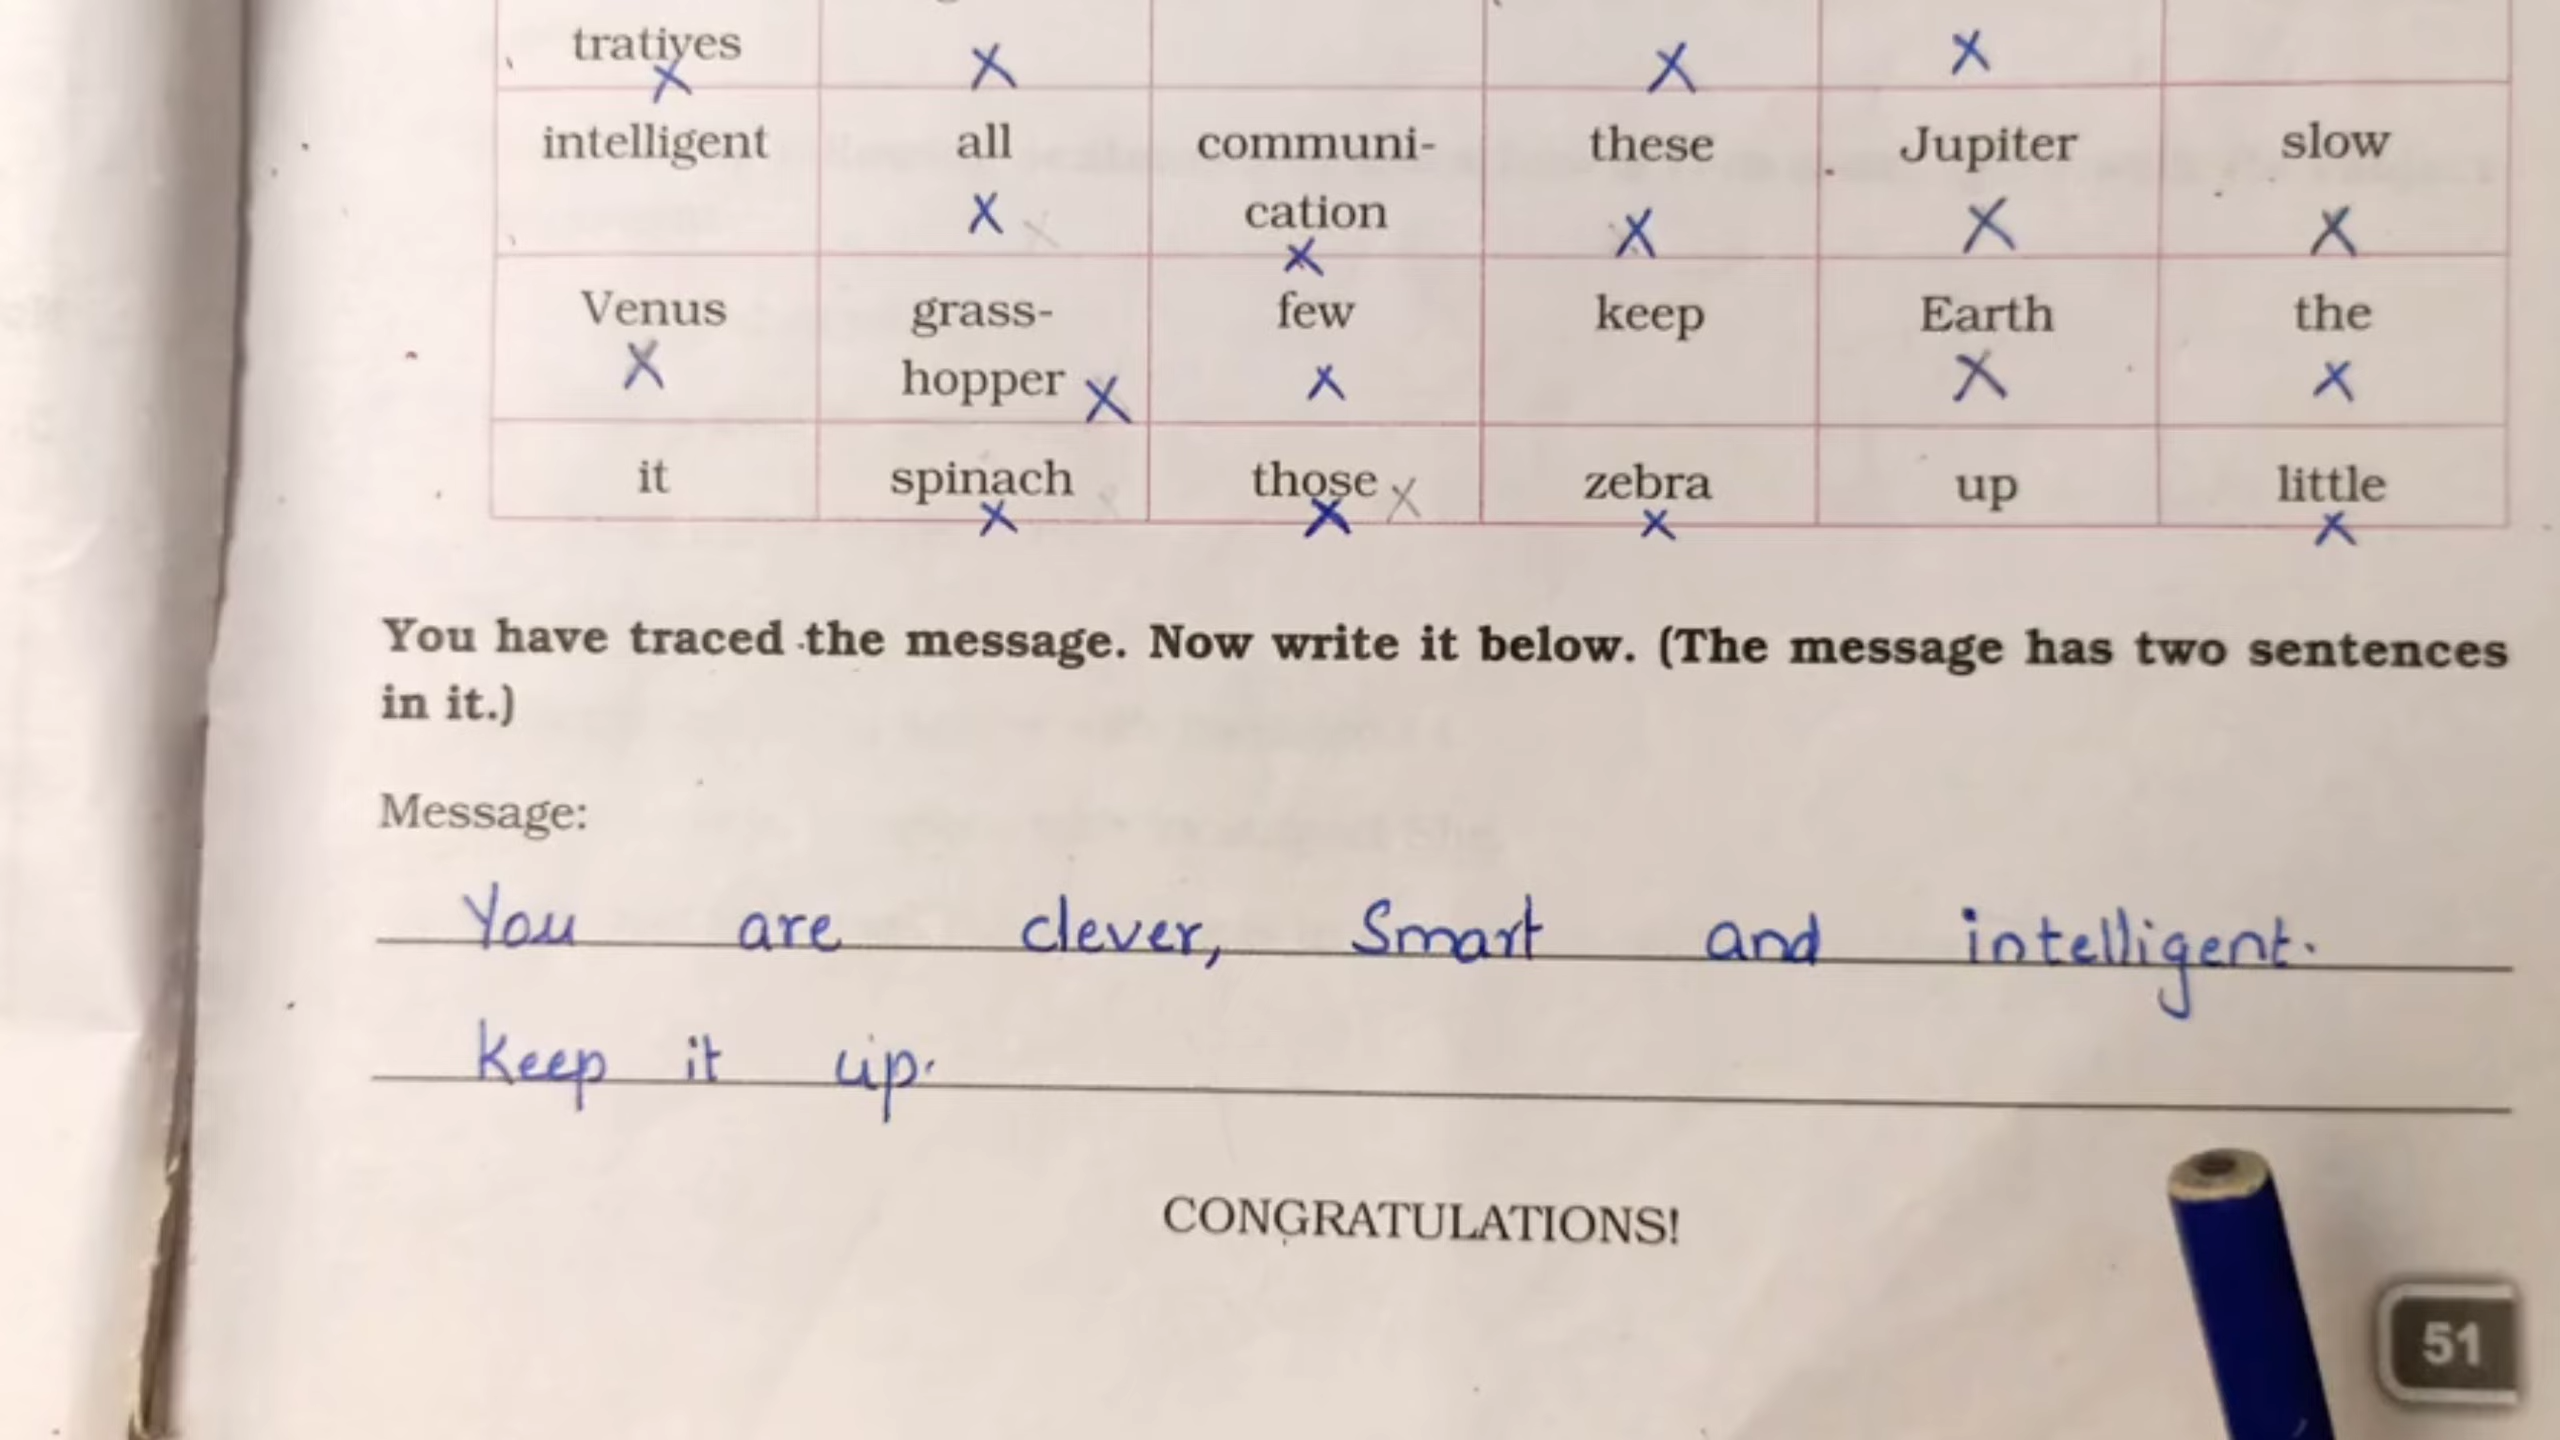 tratives
intelligent all communi- these Jupiter slow
cation
Venus grass- few keep Earth the
hopper
it spinach those zebra up little
You have traced the message. Now write it below. (The message has two sentences
in it.)
Message:
You are clever, Smart and intelligent.
Keep it up.
CONGRATULATIONS!
51